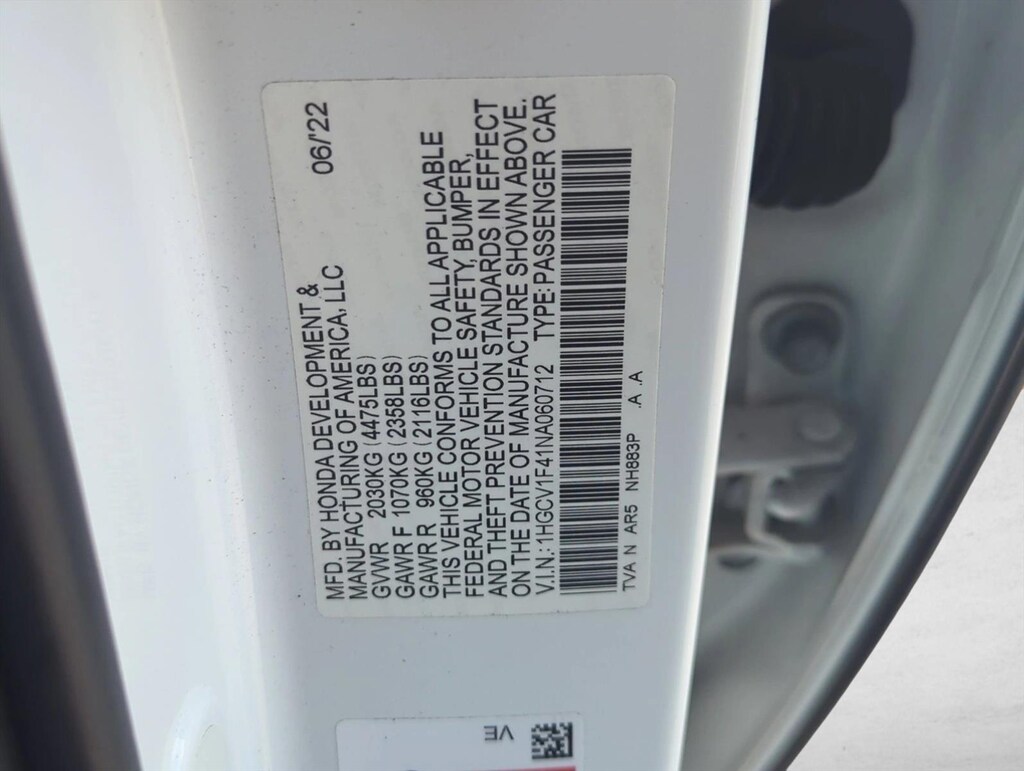 MFD. BY HONDA DEVELOPMENT & 06/'22
MANUFACTURING OF AMERICA, LLC
GVWR 2030KG (4475LBS)
GAWR F 1070KG (2358LBS)
GAWR R 960KG (2116LBS)
THIS VEHICLE CONFORMS TO ALL APPLICABLE
FEDERAL MOTOR VEHICLE SAFETY, BUMPER,
AND THEFT PREVENTION STANDARDS IN EFFECT
ON THE DATE OF MANUFACTURE SHOWN ABOVE.
V.I.N.: 1HGCV1F41NA060712 TYPE: PASSENGER CAR
TVA N AR5 NH883P .A .A
VE